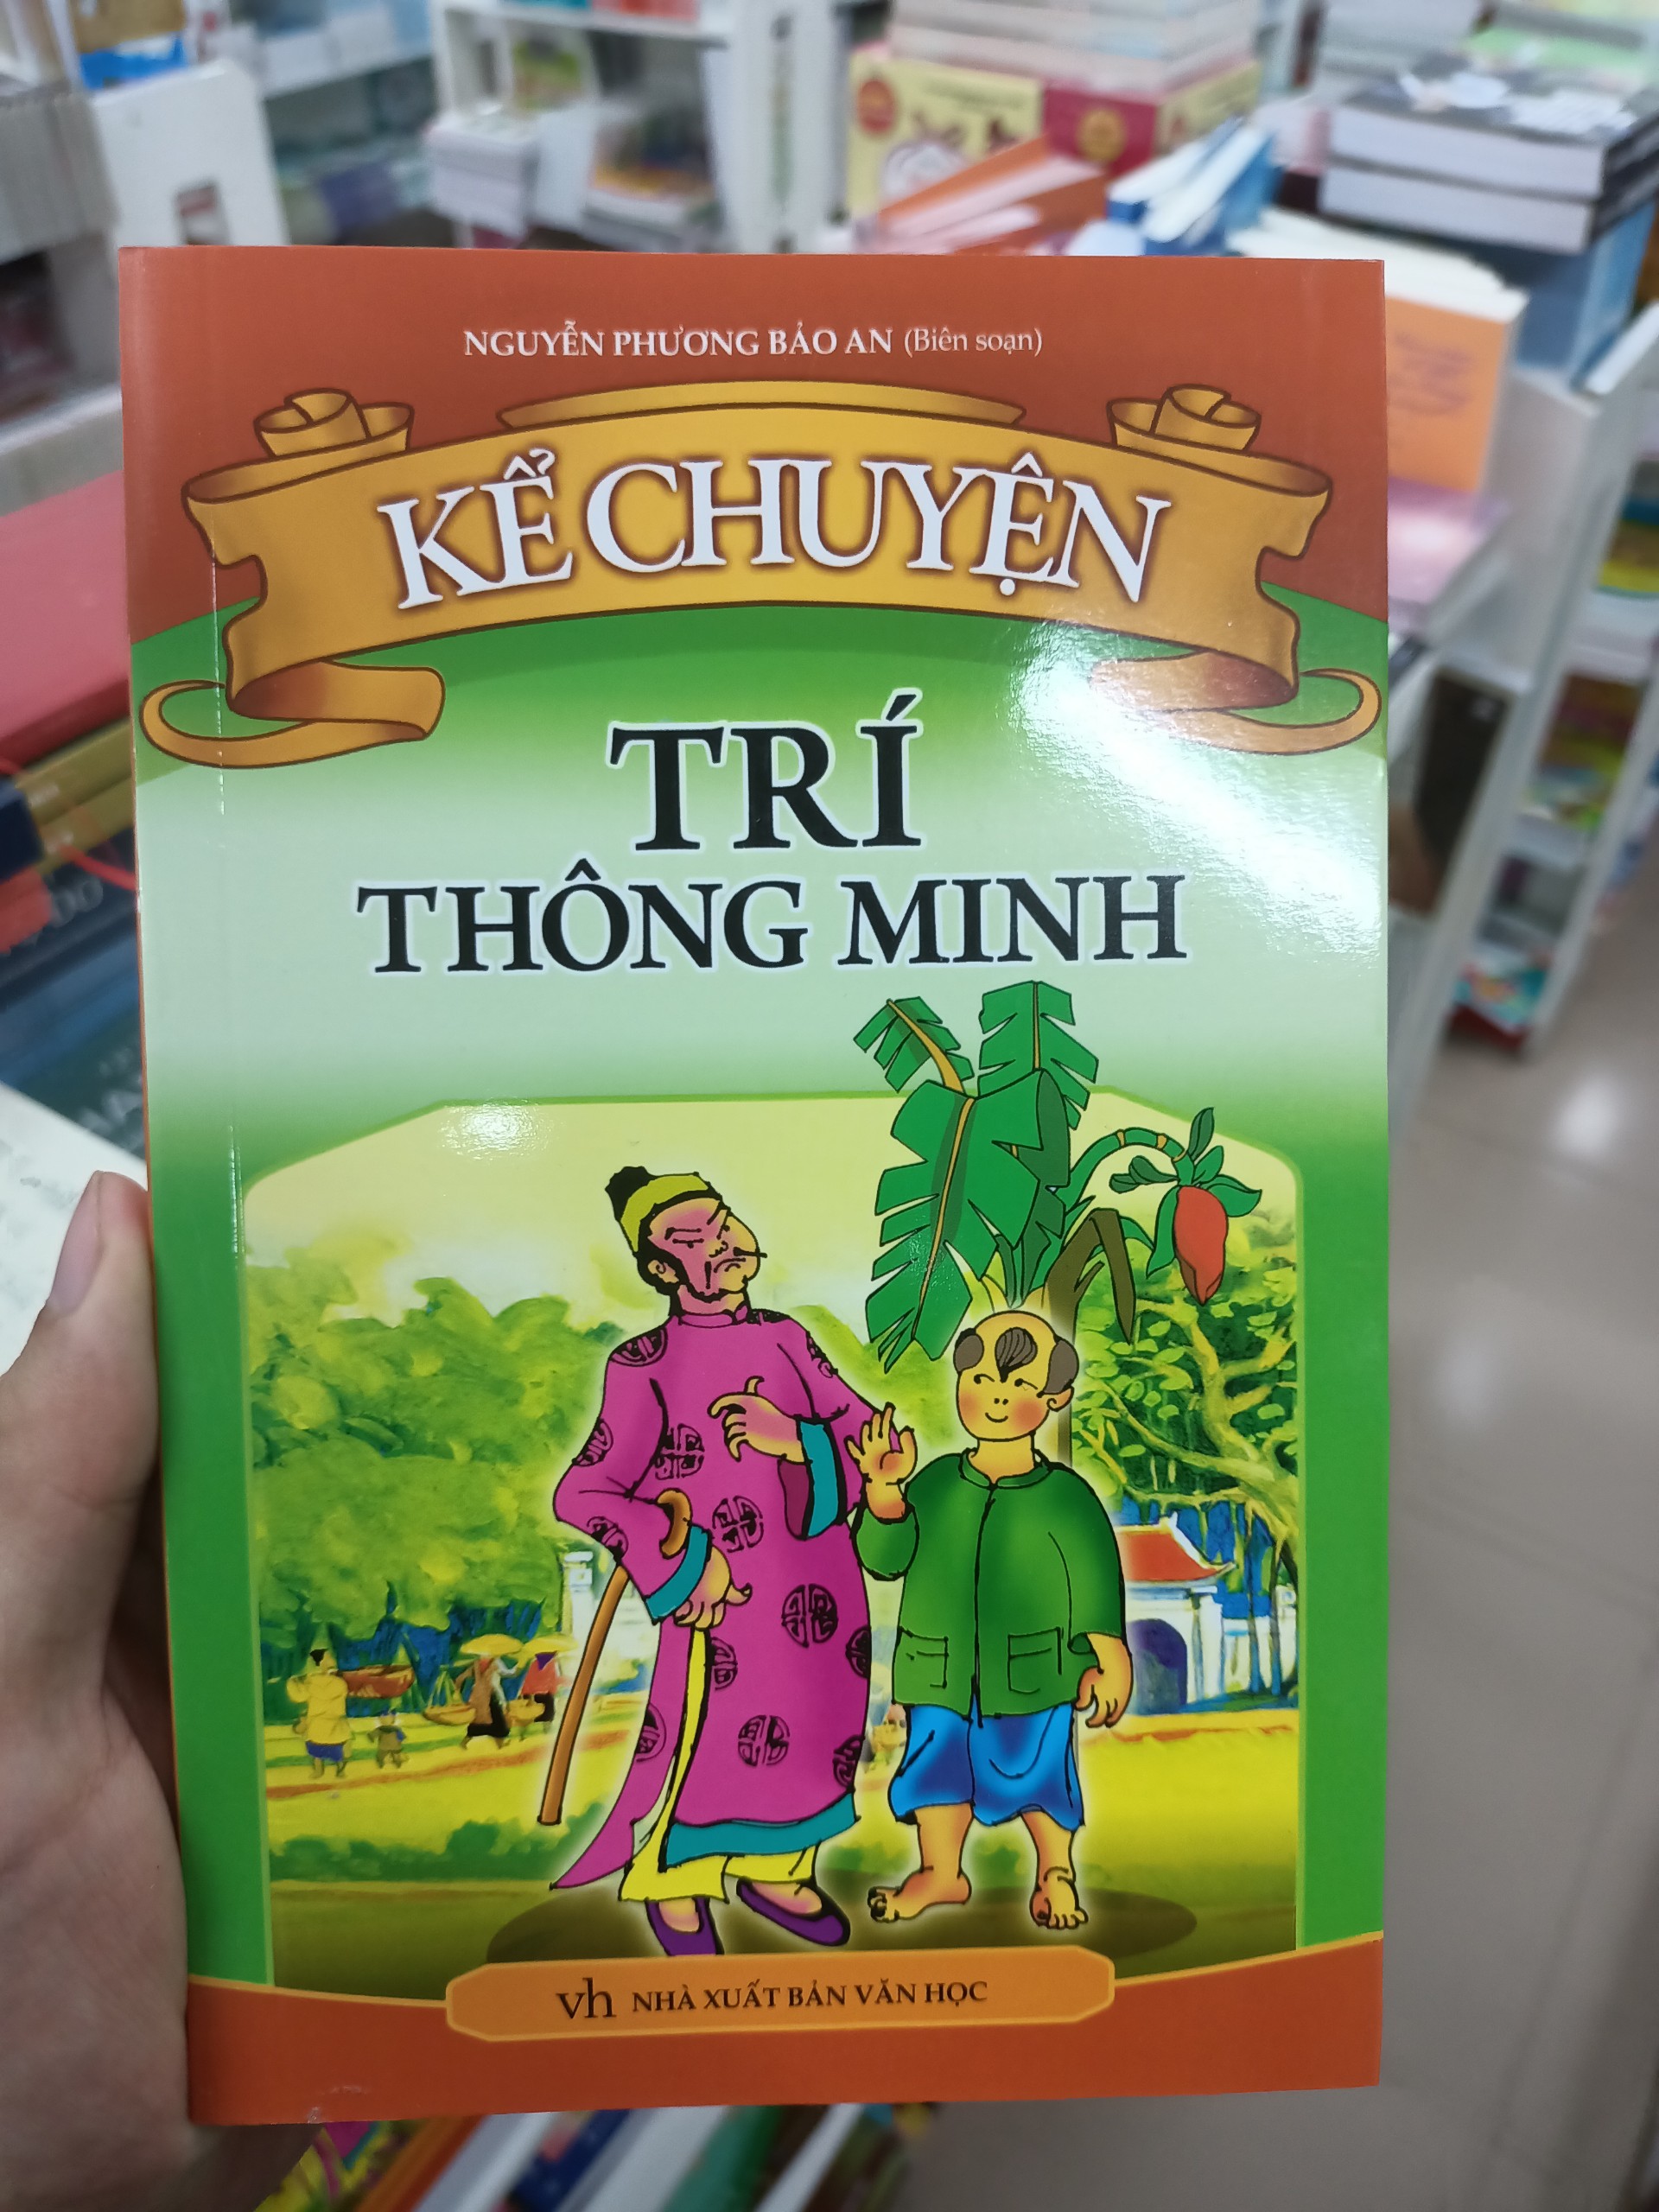 NGUYỄN PHƯƠNG BẢO AN (Biên soạn)
KỂ CHUYỆN
TRÍ
THÔNG MINH
vh NHÀ XUẤT BẢN VĂN HỌC